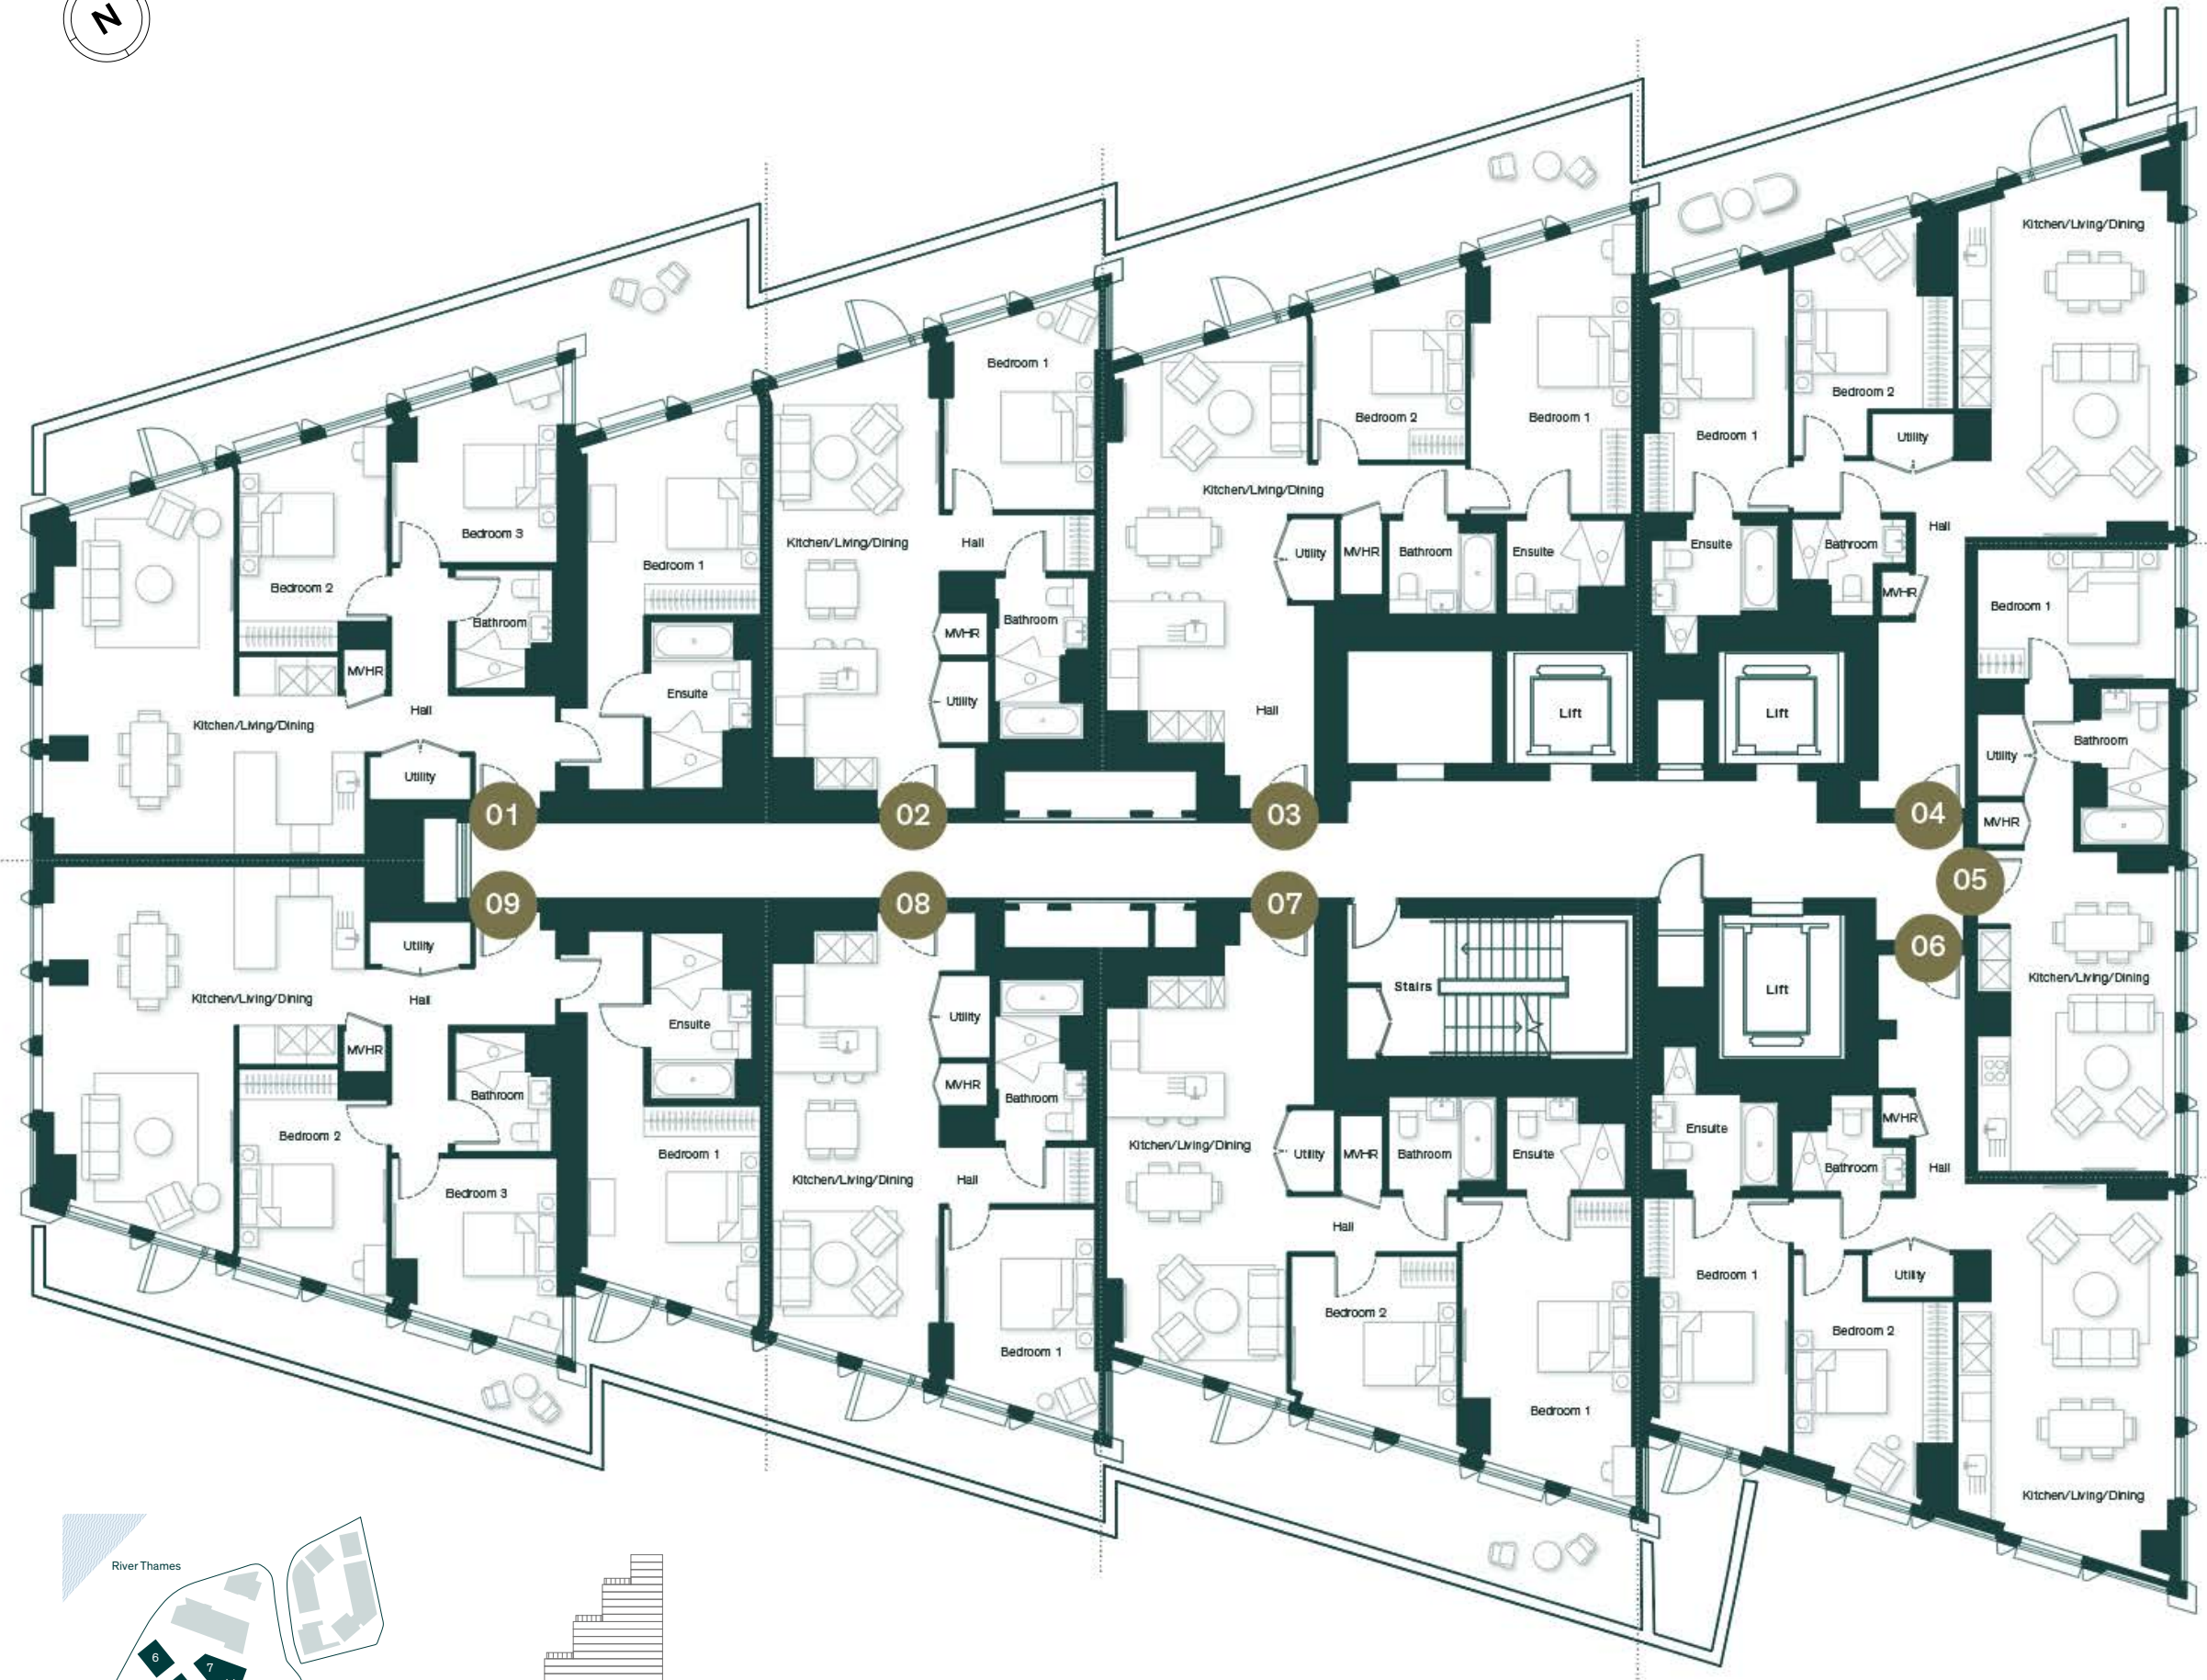 N
Kitchen/Living/Dining
Bedroom 1
Bedroom 2
Bedroom 1
Bedroom 2
Bedroom 1
Utility
Bedroom 1
Kitchen/Living/Dining
Hall
Bedroom 3
Kitchen/Living/Dining
Hall
Utility
MVHR
Bathroom
Ensuite
Ensuite
Bathroom
Bedroom 1
Bedroom 2
MVHR
Bedroom 1
Bathroom
MVHR
Bathroom
MVHR
Ensuite
Utility
Hall
Hall
Lift
Lift
Kitchen/Living/Dining
Bathroom
Utility
Utility
01
02
03
04
MVHR
05
09
08
07
06
Utility
Kitchen/Living/Dining
Stairs
Lift
Kitchen/Living/Dining
Hall
Utility
Ensuite
MVHR
MVHR
Bathroom
Bathroom
MVHR
Ensuite
Bedroom 2
Kitchen/Living/Dining
Bedroom 1
Utility
MVHR
Bathroom
Ensuite
Bathroom
Hall
Kitchen/Living/Dining
Hall
Bedroom 3
Hall
Bedroom 1
Utility
Bedroom 2
Bedroom 2
Bedroom 1
Bedroom 1
Kitchen/Living/Dining
River Thames
6
7